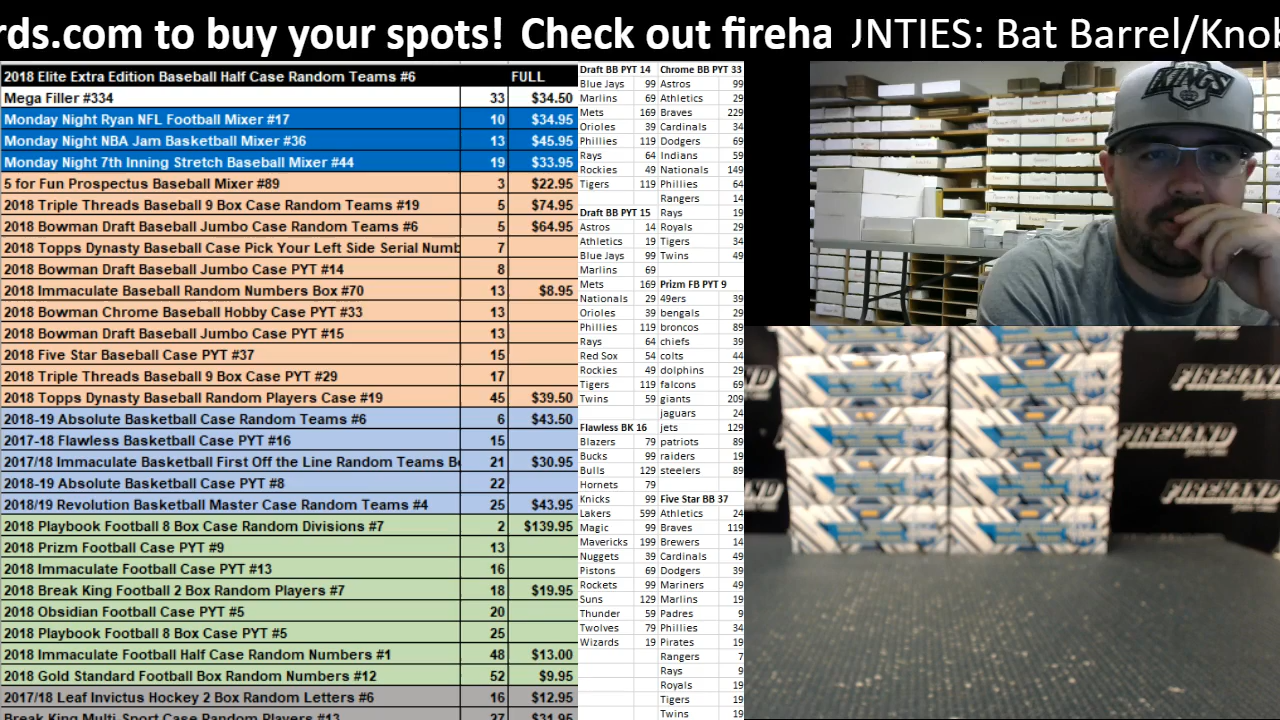 rds.com to buy your spots! Check out fireha
JNTIES: Bat Barrel/Knob
2018 Elite Extra Edition Baseball Half Case Random Teams #6 FULL
Mega Filler #334 33 $34.50
Monday Night Ryan NFL Football Mixer #17 10 $34.95
Monday Night NBA Jam Basketball Mixer #36 13 $45.95
Monday Night 7th Inning Stretch Baseball Mixer #44 19 $33.95
5 for Fun Prospectus Baseball Mixer #89 3 $22.95
2018 Triple Threads Baseball 9 Box Case Random Teams #19 5 $74.95
2018 Bowman Draft Baseball Jumbo Case Random Teams #6 5 $64.95
2018 Topps Dynasty Baseball Case Pick Your Left Side Serial Numb 7
2018 Bowman Draft Baseball Jumbo Case PYT #14 8
2018 Immaculate Baseball Random Numbers Box #70 13 $8.95
2018 Bowman Chrome Baseball Hobby Case PYT #33 13
2018 Bowman Draft Baseball Jumbo Case PYT #15 13
2018 Five Star Baseball Case PYT #37 15
2018 Triple Threads Baseball 9 Box Case PYT #29 17
2018 Topps Dynasty Baseball Random Players Case #19 45 $39.50
2018-19 Absolute Basketball Case Random Teams #6 6 $43.50
2017-18 Flawless Basketball Case PYT #16 15
2017/18 Immaculate Basketball First Off the Line Random Teams B 21 $30.95
2018-19 Absolute Basketball Case PYT #8 22
2018/19 Revolution Basketball Master Case Random Teams #4 25 $43.95
2018 Playbook Football 8 Box Case Random Divisions #7 2 $139.95
2018 Prizm Football Case PYT #9 13
2018 Immaculate Football Case PYT #13 16
2018 Break King Football 2 Box Random Players #7 18 $19.95
2018 Obsidian Football Case PYT #5 20
2018 Playbook Football 8 Box Case PYT #5 25
2018 Immaculate Football Half Case Random Numbers #1 48 $13.00
2018 Gold Standard Football Box Random Numbers #12 52 $9.95
2017/18 Leaf Invictus Hockey 2 Box Random Letters #6 16 $12.95
Break King Multi-Sport Case Random Players #13 27 $31.95
Draft BB PYT 14
Blue Jays 99
Marlins 69
Mets 169
Orioles 39
Phillies 119
Rays 64
Rockies 49
Tigers 119
Draft BB PYT 15
Astros 14
Athletics 19
Blue Jays 99
Marlins 69
Mets 169
Nationals 29
Orioles 39
Phillies 119
Rays 64
Red Sox 54
Rockies 49
Tigers 119
Twins 59
Flawless BK 16
Blazers 79
Bucks 99
Bulls 129
Hornets 79
Knicks 99
Lakers 599
Magic 99
Mavericks 199
Nuggets 39
Pistons 69
Rockets 99
Suns 129
Thunder 59
Twolves 79
Wizards 19
Chrome BB PYT 33
Astros 99
Athletics 29
Braves 229
Cardinals 34
Dodgers 69
Indians 59
Nationals 149
Phillies 64
Rangers 14
Rays 19
Royals 29
Tigers 34
Twins 49
Prizm FB PYT 9
49ers 39
bengals 29
broncos 89
chiefs 39
colts 44
dolphins 29
falcons 69
giants 209
jaguars 24
jets 129
patriots 89
raiders 19
steelers 89
Five Star BB 37
Athletics 24
Braves 119
Brewers 14
Cardinals 49
Dodgers 39
Mariners 49
Marlins 19
Padres 9
Phillies 34
Pirates 19
Rangers 7
Rays 9
Royals 19
Tigers 19
Twins 19
KINGS
FIREHAND
FIREHAND